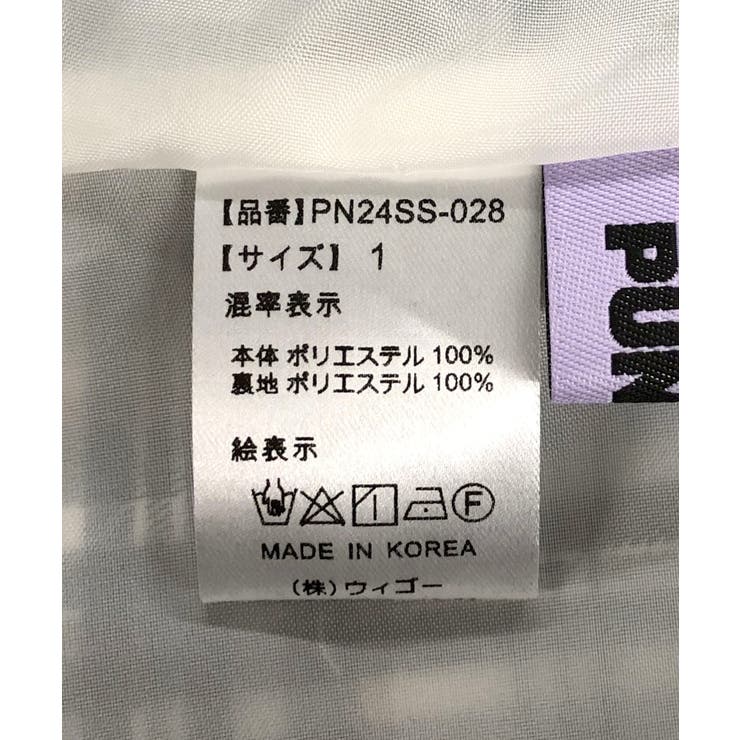 【品番】PN24SS-028
【サイズ】 1
混率表示
本体 ポリエステル 100%
裏地 ポリエステル 100%
絵表示
MADE IN KOREA
(株)ウィゴー
PUN